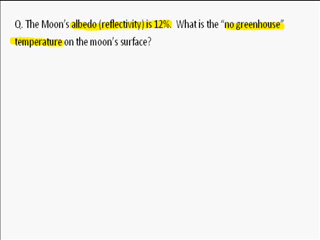 Q. The Moon's albedo (reflectivity) is 12%. What is the "no greenhouse"
temperature on the moon's surface?